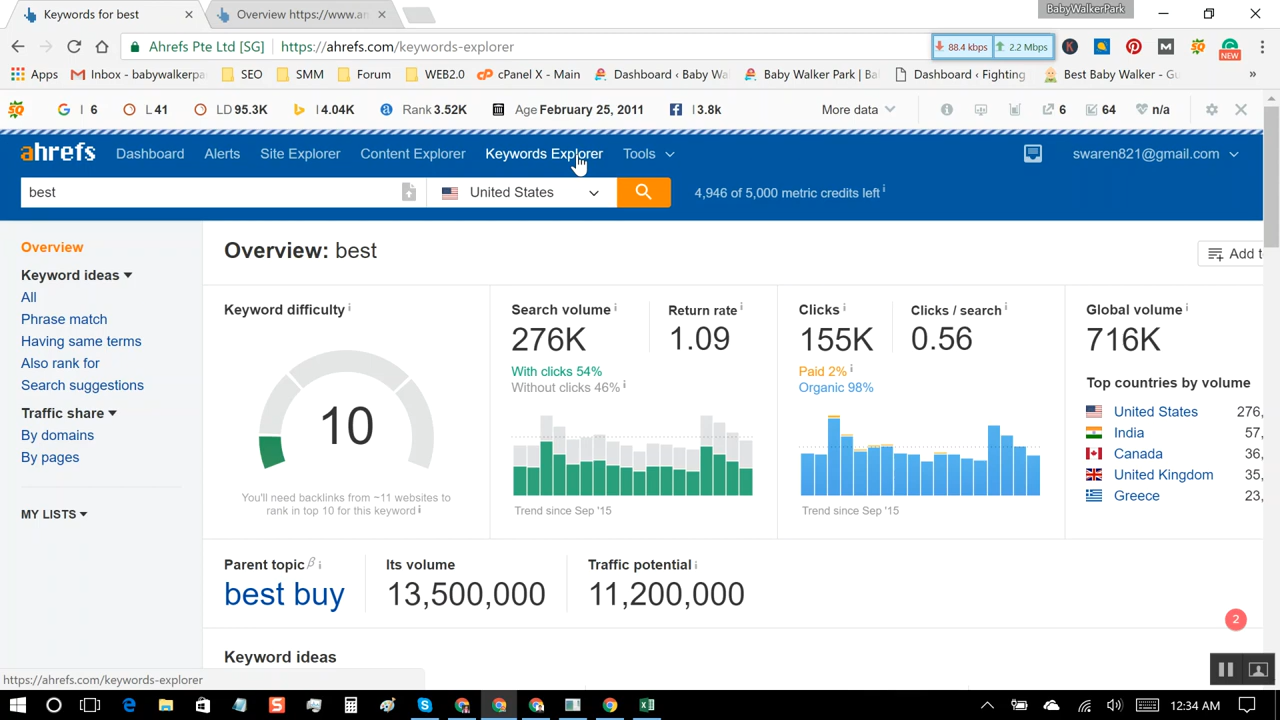 Keywords for best
Overview https://www.an
BabyWalkerPark
Ahrefs Pte Ltd [SG]
https://ahrefs.com/keywords-explorer
88.4 kbps
2.2 Mbps
NEW
Apps
Inbox - babywalkerpa
SEO
SMM
Forum
WEB2.0
cPanel X - Main
Dashboard ‹ Baby Wa
Baby Walker Park | Ba
Dashboard ‹ Fighting
Best Baby Walker - Gu
»
SQ
G I 6
L 41
LD 95.3K
I 4.04K
Rank 3.52K
Age February 25, 2011
I 3.8k
More data
6
64
n/a
ahrefs
Dashboard
Alerts
Site Explorer
Content Explorer
Keywords Explorer
Tools
swaren821@gmail.com
best
United States
4,946 of 5,000 metric credits left i
Overview
Keyword ideas
All
Phrase match
Having same terms
Also rank for
Search suggestions
Traffic share
By domains
By pages
MY LISTS
Overview: best
Add t
Keyword difficulty i
10
You'll need backlinks from ~11 websites to
rank in top 10 for this keyword i
Search volume i
276K
With clicks 54%
Without clicks 46% i
Return rate i
1.09
Trend since Sep '15
Clicks i
155K
Paid 2% i
Organic 98%
Clicks / search i
0.56
Trend since Sep '15
Global volume i
716K
Top countries by volume
United States 276,
India 57,
Canada 36,
United Kingdom 35,
Greece 23,
Parent topic β i
best buy
Its volume
13,500,000
Traffic potential i
11,200,000
2
Keyword ideas
https://ahrefs.com/keywords-explorer
12:34 AM